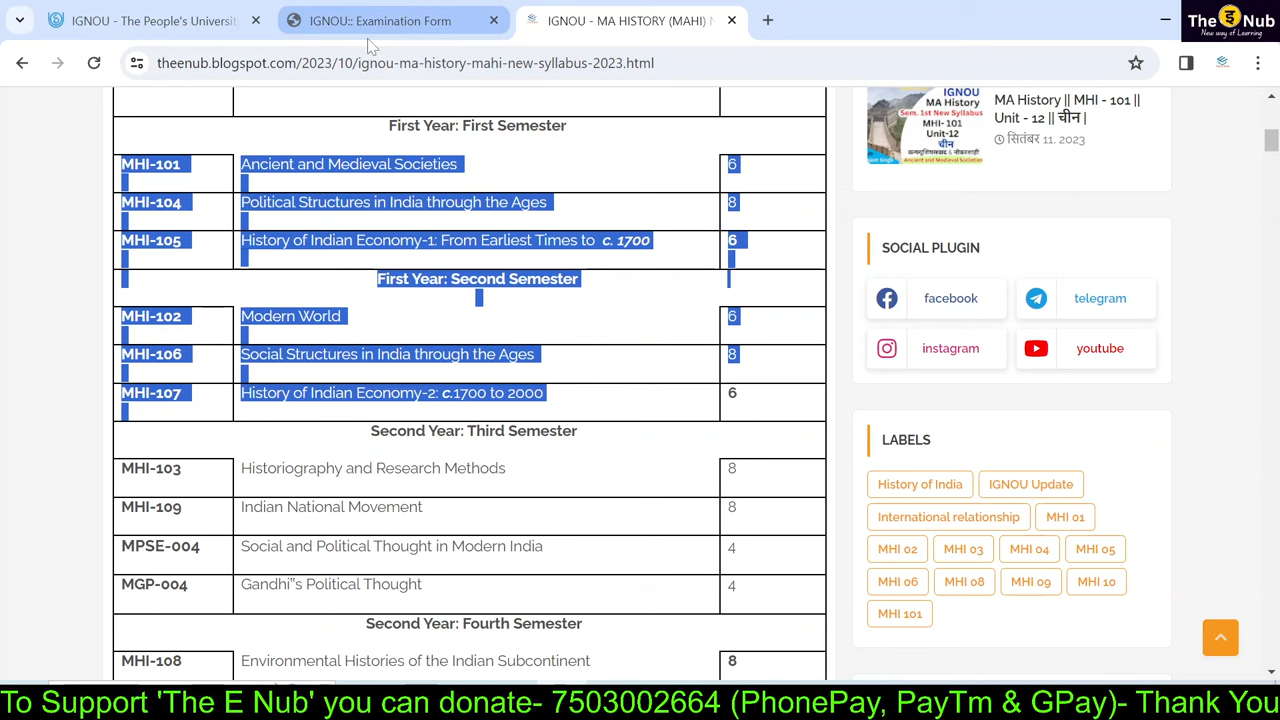 IGNOU - The People's Universit
IGNOU:: Examination Form
IGNOU - MA HISTORY (MAHI) N
The इ Nub
New way of Learning
theenub.blogspot.com/2023/10/ignou-ma-history-mahi-new-syllabus-2023.html
First Year: First Semester
MHI-101 Ancient and Medieval Societies 6
MHI-104 Political Structures in India through the Ages 8
MHI-105 History of Indian Economy-1: From Earliest Times to c. 1700 6
First Year: Second Semester
MHI-102 Modern World 6
MHI-106 Social Structures in India through the Ages 8
MHI-107 History of Indian Economy-2: c.1700 to 2000 6
Second Year: Third Semester
MHI-103 Historiography and Research Methods 8
MHI-109 Indian National Movement 8
MPSE-004 Social and Political Thought in Modern India 4
MGP-004 Gandhi‟s Political Thought 4
Second Year: Fourth Semester
MHI-108 Environmental Histories of the Indian Subcontinent 8
IGNOU
MA History
Sem. 1st New Syllabus
MHI- 101
Unit-12
चीन
Ancient and Medieval Societies
MA History || MHI - 101 ||
Unit - 12 || चीन |
सितंबर 11, 2023
SOCIAL PLUGIN
facebook
telegram
instagram
youtube
LABELS
History of India
IGNOU Update
International relationship
MHI 01
MHI 02
MHI 03
MHI 04
MHI 05
MHI 06
MHI 08
MHI 09
MHI 10
MHI 101
To Support 'The E Nub' you can donate- 7503002664 (PhonePay, PayTm & GPay)- Thank You